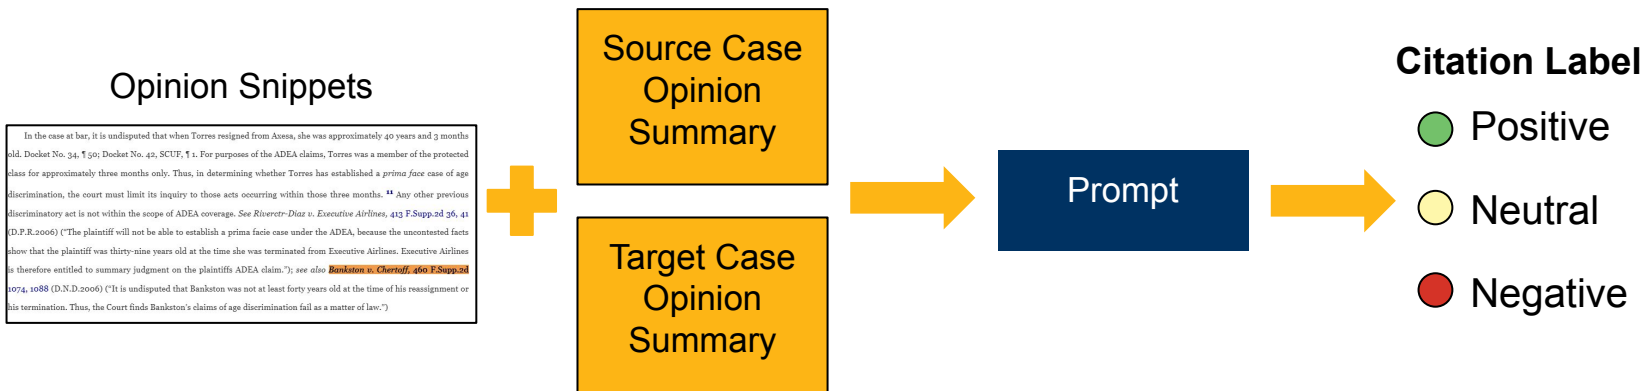 Opinion Snippets
In the case at bar, it is undisputed that when Torres resigned from Axesa, she was approximately 40 years and 3 months
old. Docket No. 34, ¶ 50; Docket No. 42, SCUF, ¶ 1. For purposes of the ADEA claims, Torres was a member of the protected
class for approximately three months only. Thus, in determining whether Torres has established a prima face case of age
discrimination, the court must limit its inquiry to those acts occurring within those three months. 11 Any other previous
discriminatory act is not within the scope of ADEA coverage. See Riverctr-Diaz v. Executive Airlines, 413 F.Supp.2d 36, 41
(D.P.R.2006) ("The plaintiff will not be able to establish a prima facie case under the ADEA, because the uncontested facts
show that the plaintiff was thirty-nine years old at the time she was terminated from Executive Airlines. Executive Airlines
is therefore entitled to summary judgment on the plaintiffs ADEA claim."); see also Bankston v. Chertoff, 460 F.Supp.2d
1074, 1088 (D.N.D.2006) ("It is undisputed that Bankston was not at least forty years old at the time of his reassignment or
his termination. Thus, the Court finds Bankston's claims of age discrimination fail as a matter of law.")
Source Case
Opinion
Summary
Target Case
Opinion
Summary
Prompt
Citation Label
Positive
Neutral
Negative